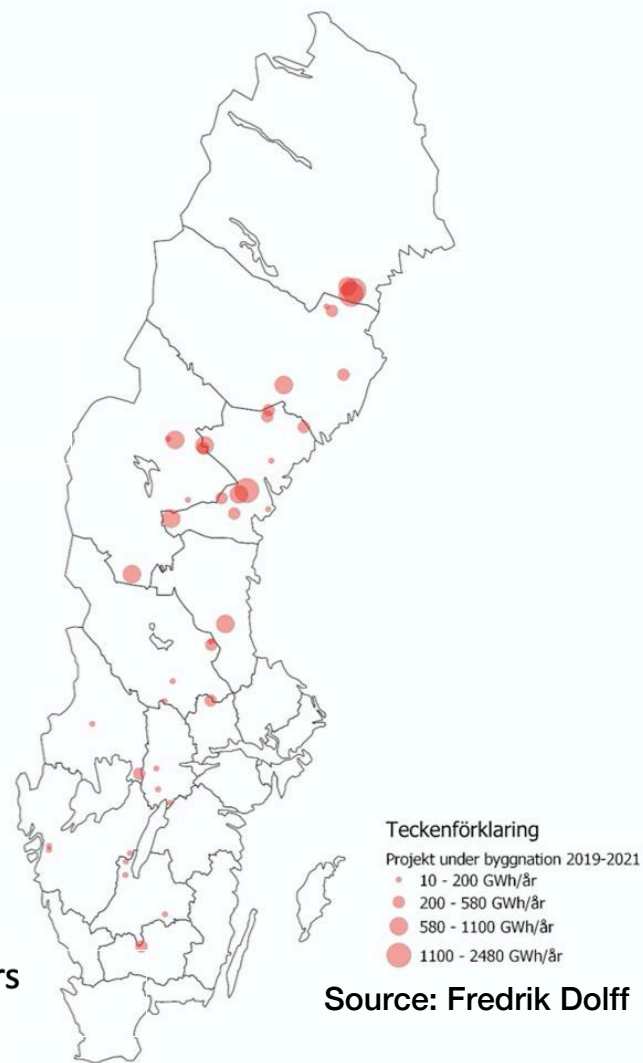 Teckenförklaring
Projekt under byggnation 2019-2021
10 - 200 GWh/år
200 - 580 GWh/år
580 - 1100 GWh/år
1100 - 2480 GWh/år
rs
Source: Fredrik Dolff